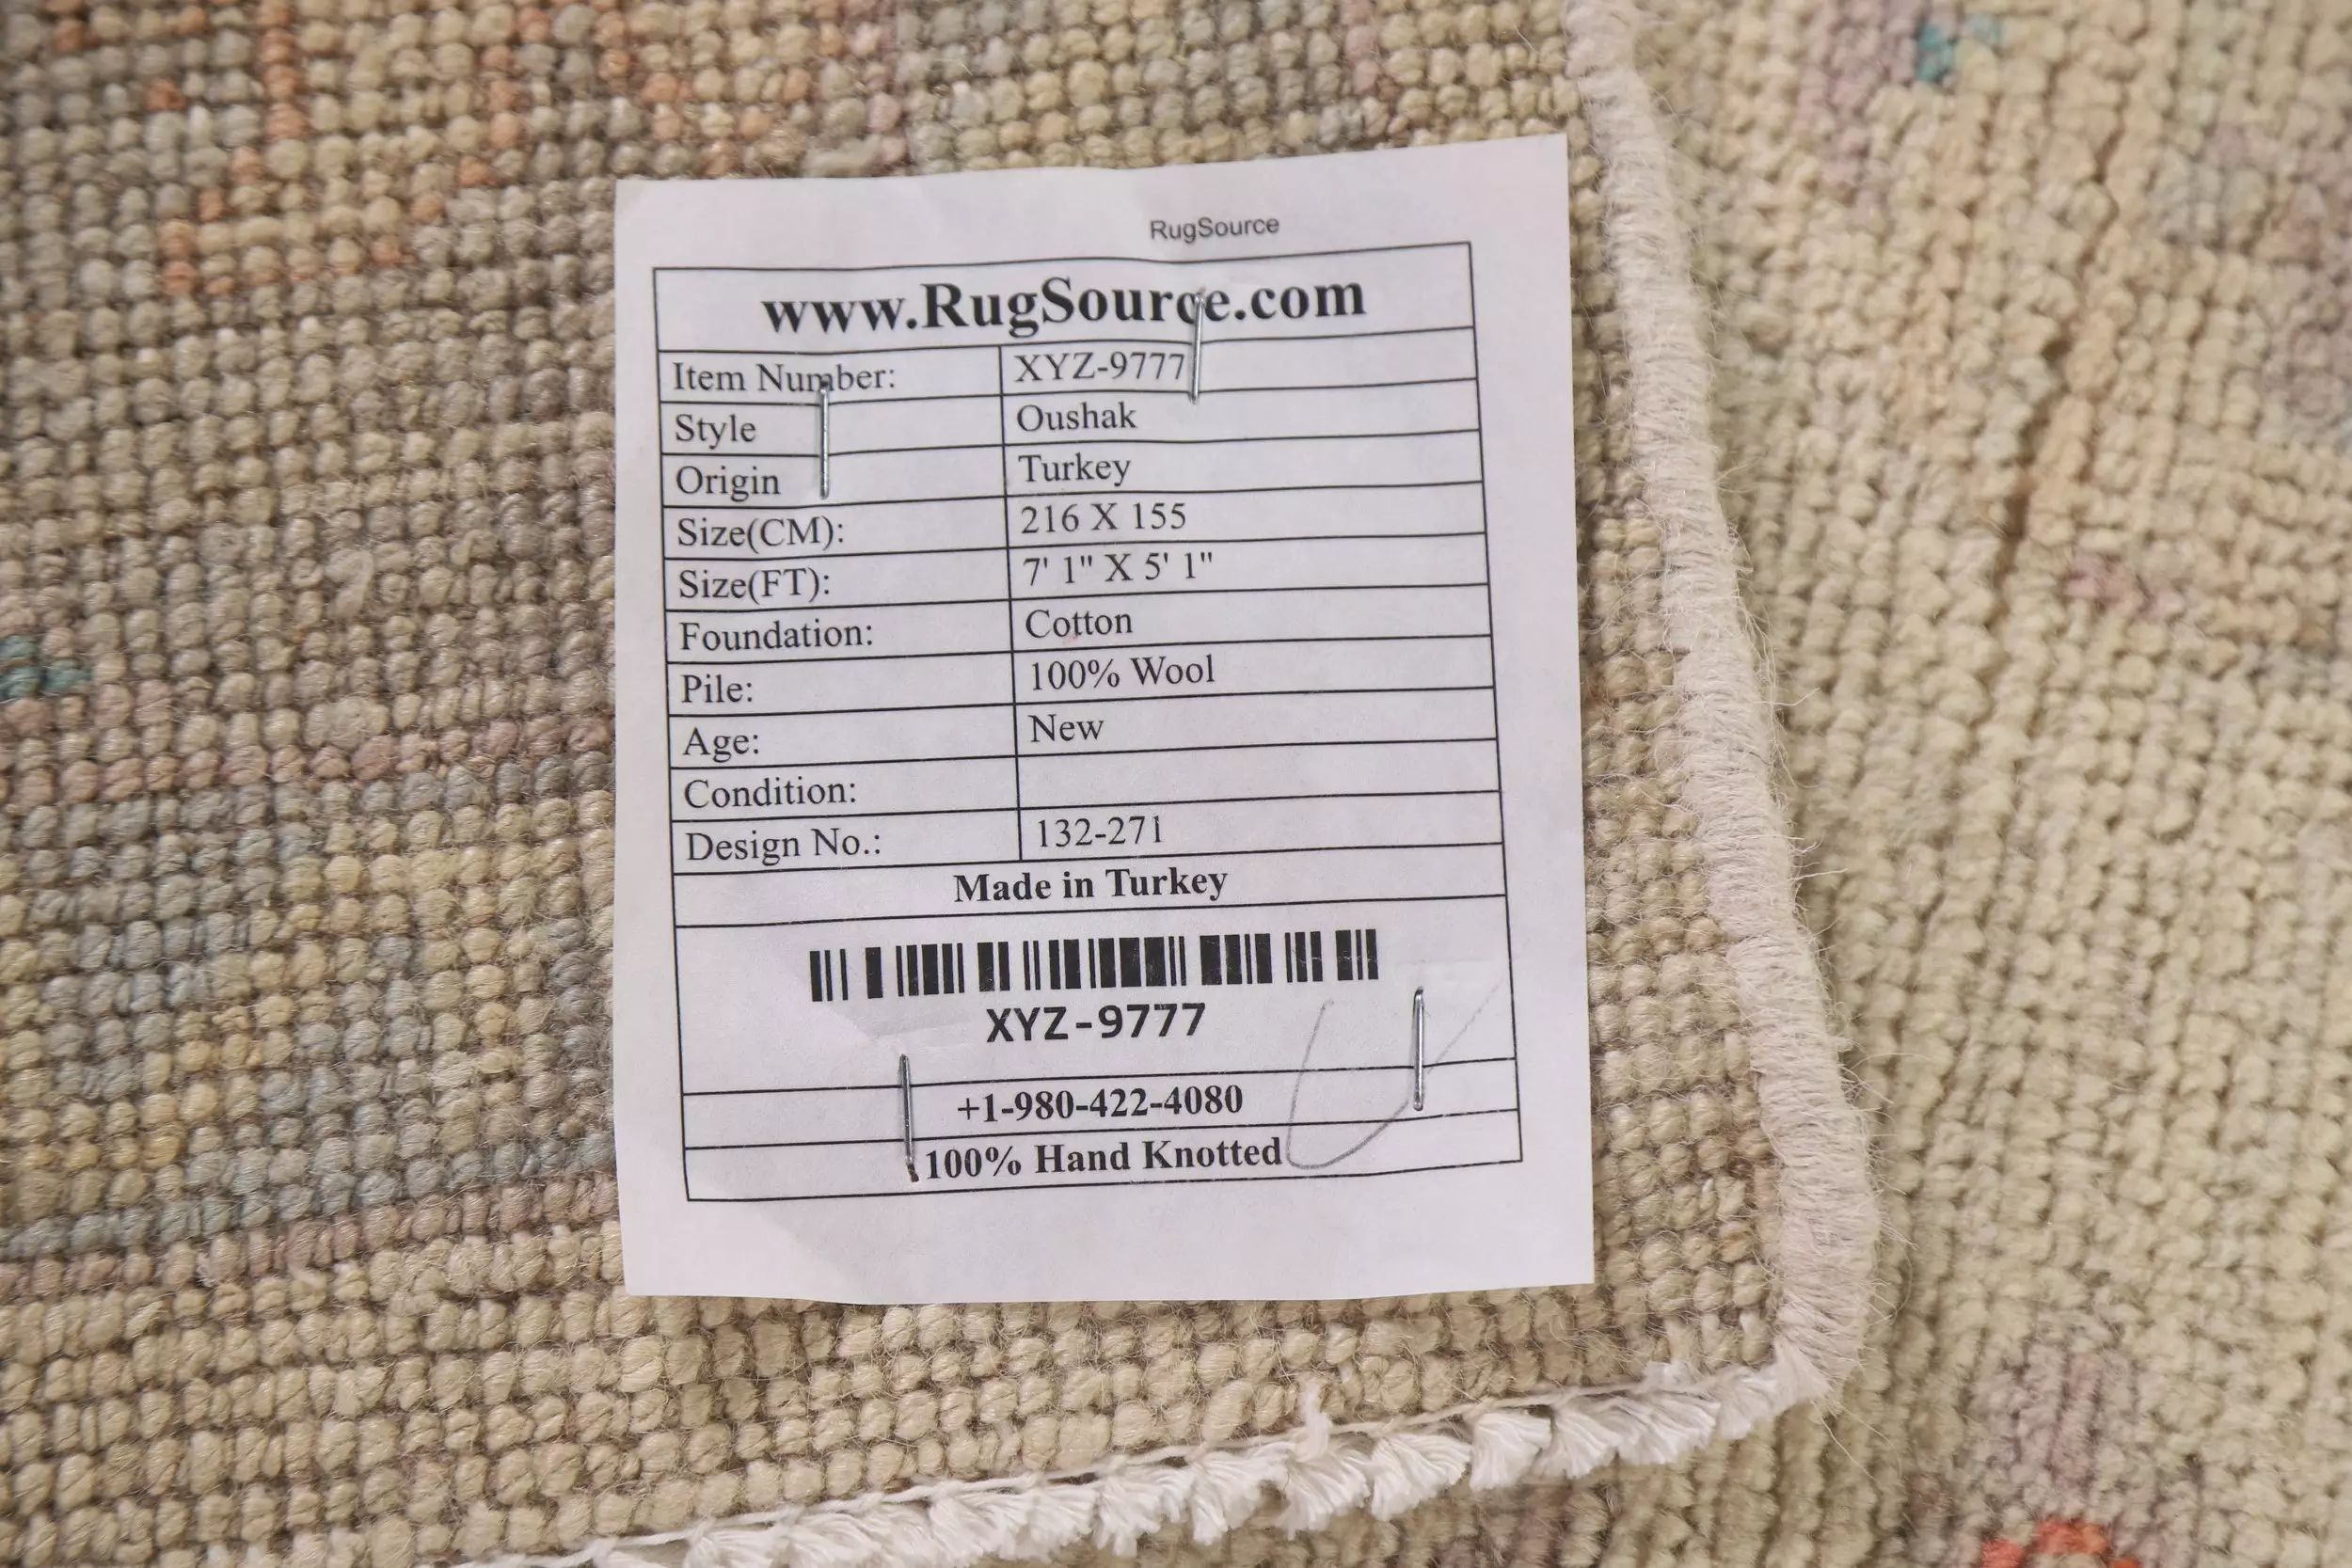 RugSource
www.RugSource.com
Item Number: XYZ-9777
Style Oushak
Origin Turkey
Size(CM): 216 X 155
Size(FT): 7' 1" X 5' 1"
Foundation: Cotton
Pile: 100% Wool
Age: New
Condition:
Design No.: 132-271
Made in Turkey
XYZ-9777
+1-980-422-4080
100% Hand Knotted